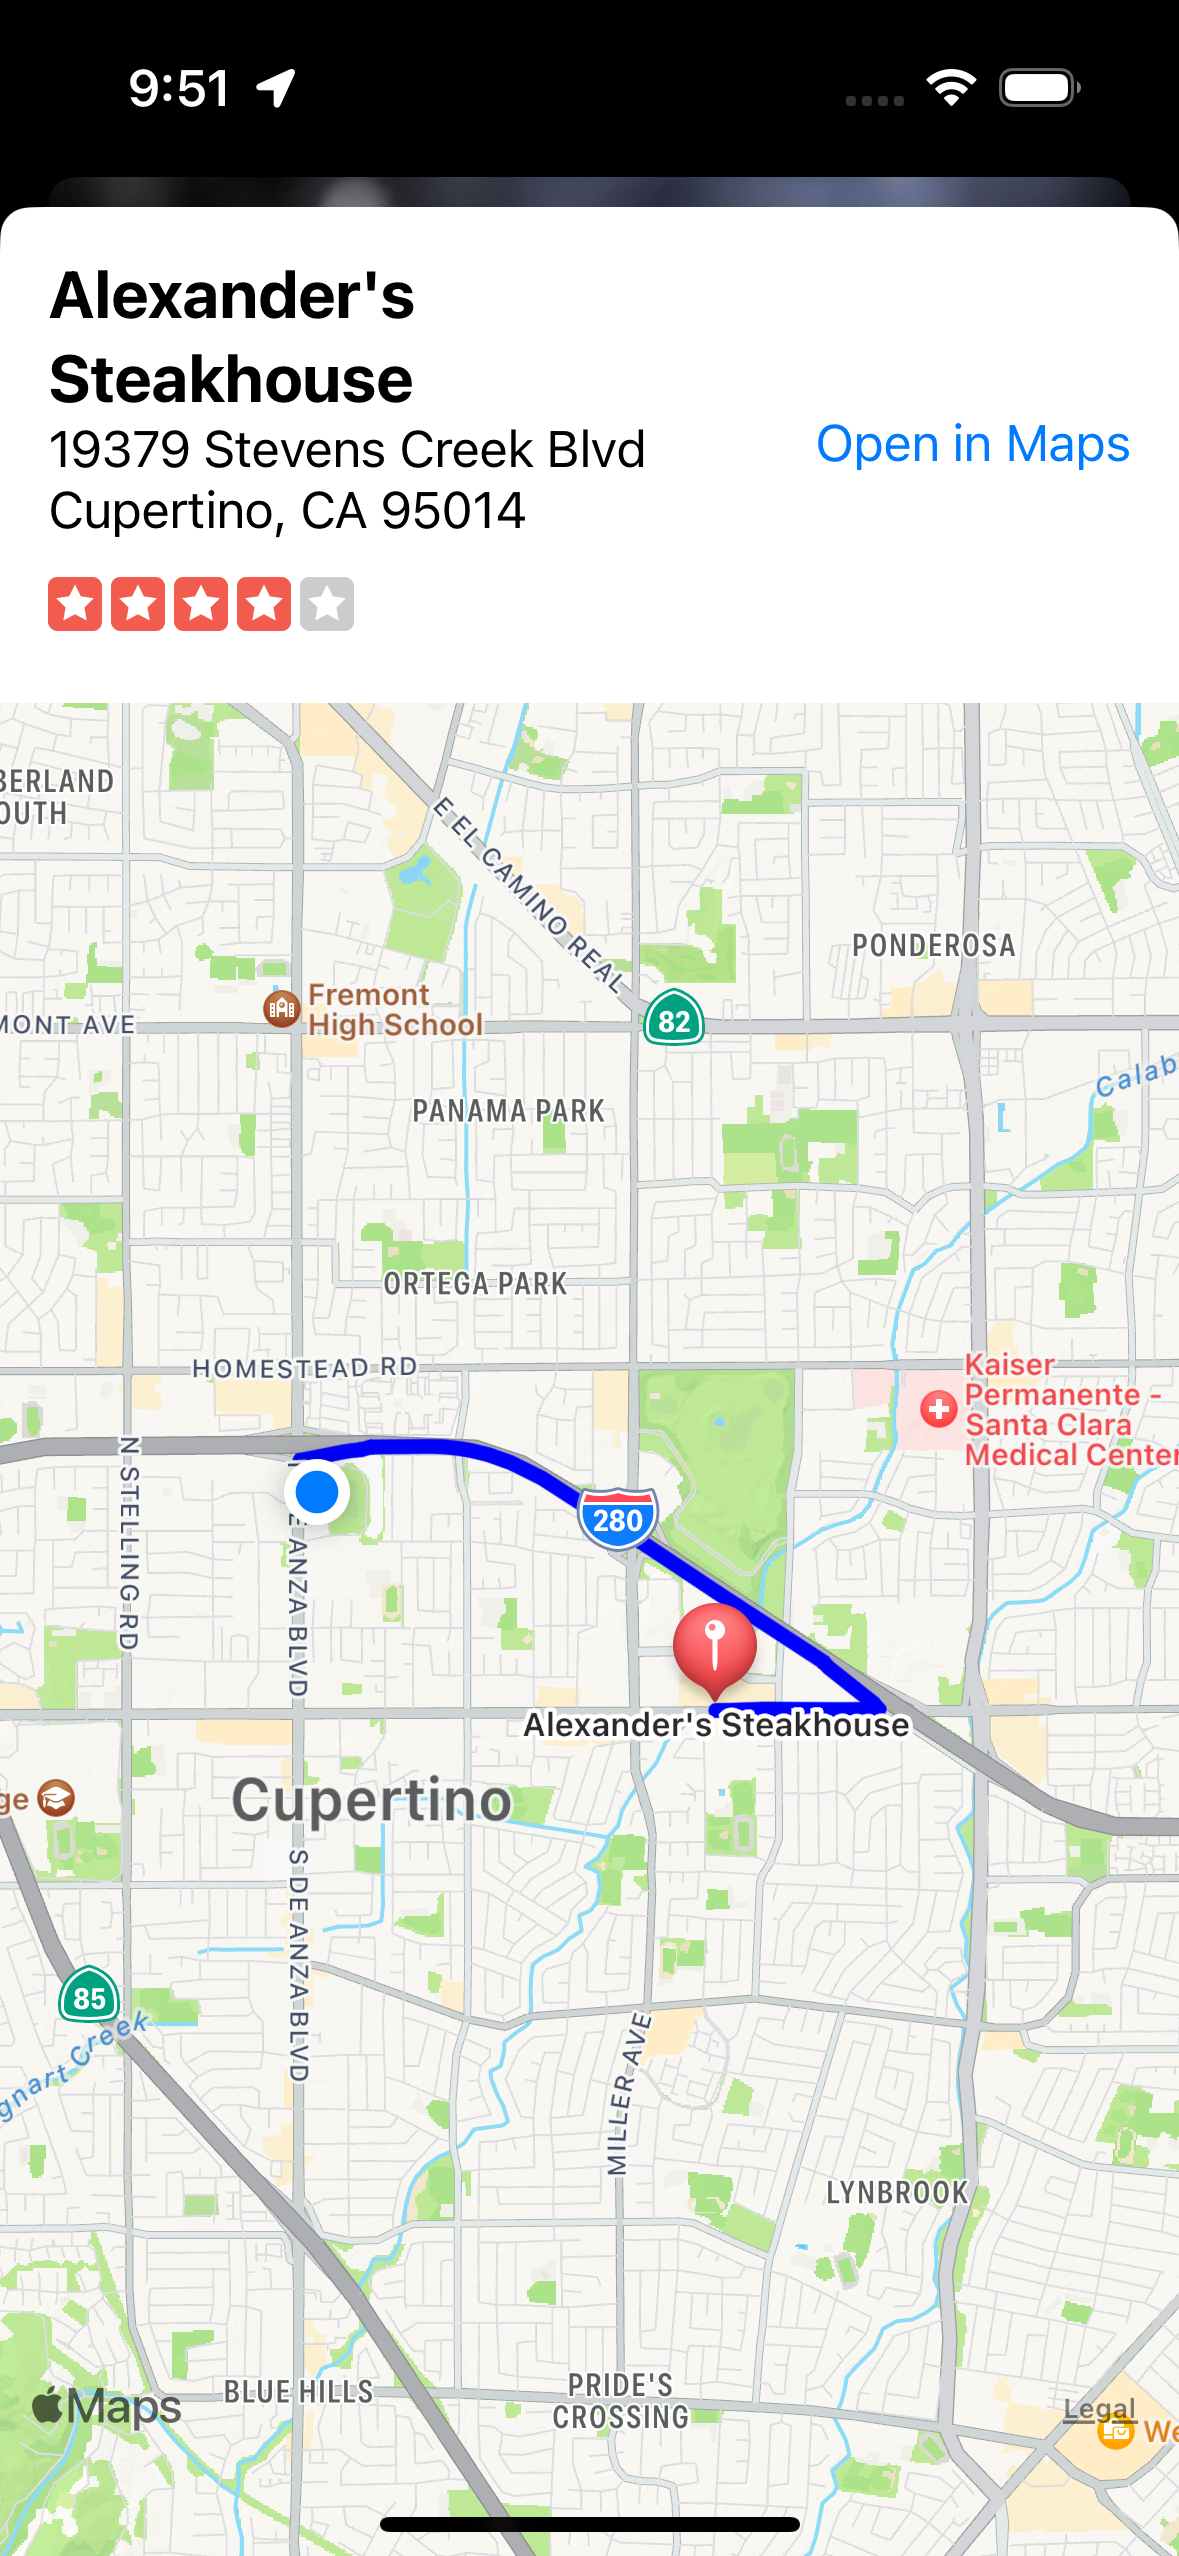 9:51
Alexander's
Steakhouse
19379 Stevens Creek Blvd
Cupertino, CA 95014
Open in Maps
BERLAND
OUTH
E EL CAMINO REAL
PONDEROSA
Fremont
High School
MONT AVE
82
Calab
PANAMA PARK
ORTEGA PARK
HOMESTEAD RD
Kaiser
Permanente -
Santa Clara
Medical Center
N STELLING RD
E ANZA BLVD
280
Alexander's Steakhouse
Cupertino
ge
S DE ANZA BLVD
85
gnart Creek
MILLER AVE
LYNBROOK
BLUE HILLS
PRIDE'S
CROSSING
Maps
Legal
We